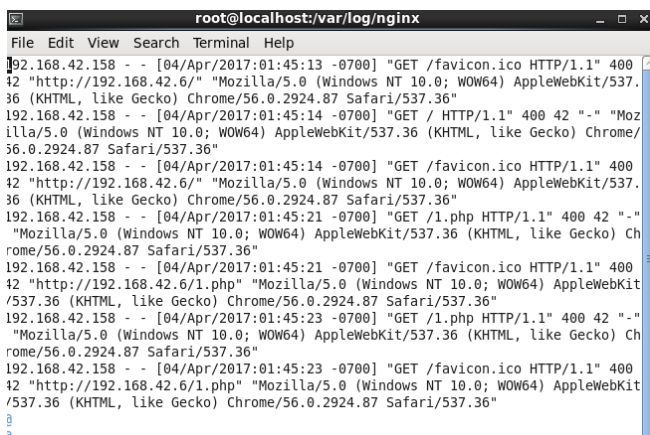 root@localhost:/var/log/nginx
File Edit View Search Terminal Help
192.168.42.158 - - [04/Apr/2017:01:45:13 -0700] "GET /favicon.ico HTTP/1.1" 400
42 "http://192.168.42.6/" "Mozilla/5.0 (Windows NT 10.0; WOW64) AppleWebKit/537.
36 (KHTML, like Gecko) Chrome/56.0.2924.87 Safari/537.36"
192.168.42.158 - - [04/Apr/2017:01:45:14 -0700] "GET / HTTP/1.1" 400 42 "-" "Moz
illa/5.0 (Windows NT 10.0; WOW64) AppleWebKit/537.36 (KHTML, like Gecko) Chrome/
56.0.2924.87 Safari/537.36"
192.168.42.158 - - [04/Apr/2017:01:45:14 -0700] "GET /favicon.ico HTTP/1.1" 400
42 "http://192.168.42.6/" "Mozilla/5.0 (Windows NT 10.0; WOW64) AppleWebKit/537.
36 (KHTML, like Gecko) Chrome/56.0.2924.87 Safari/537.36"
192.168.42.158 - - [04/Apr/2017:01:45:21 -0700] "GET /1.php HTTP/1.1" 400 42 "-"
"Mozilla/5.0 (Windows NT 10.0; WOW64) AppleWebKit/537.36 (KHTML, like Gecko) Ch
rome/56.0.2924.87 Safari/537.36"
192.168.42.158 - - [04/Apr/2017:01:45:21 -0700] "GET /favicon.ico HTTP/1.1" 400
42 "http://192.168.42.6/1.php" "Mozilla/5.0 (Windows NT 10.0; WOW64) AppleWebKit
/537.36 (KHTML, like Gecko) Chrome/56.0.2924.87 Safari/537.36"
192.168.42.158 - - [04/Apr/2017:01:45:23 -0700] "GET /1.php HTTP/1.1" 400 42 "-"
"Mozilla/5.0 (Windows NT 10.0; WOW64) AppleWebKit/537.36 (KHTML, like Gecko) Ch
rome/56.0.2924.87 Safari/537.36"
192.168.42.158 - - [04/Apr/2017:01:45:23 -0700] "GET /favicon.ico HTTP/1.1" 400
42 "http://192.168.42.6/1.php" "Mozilla/5.0 (Windows NT 10.0; WOW64) AppleWebKit
/537.36 (KHTML, like Gecko) Chrome/56.0.2924.87 Safari/537.36"
@